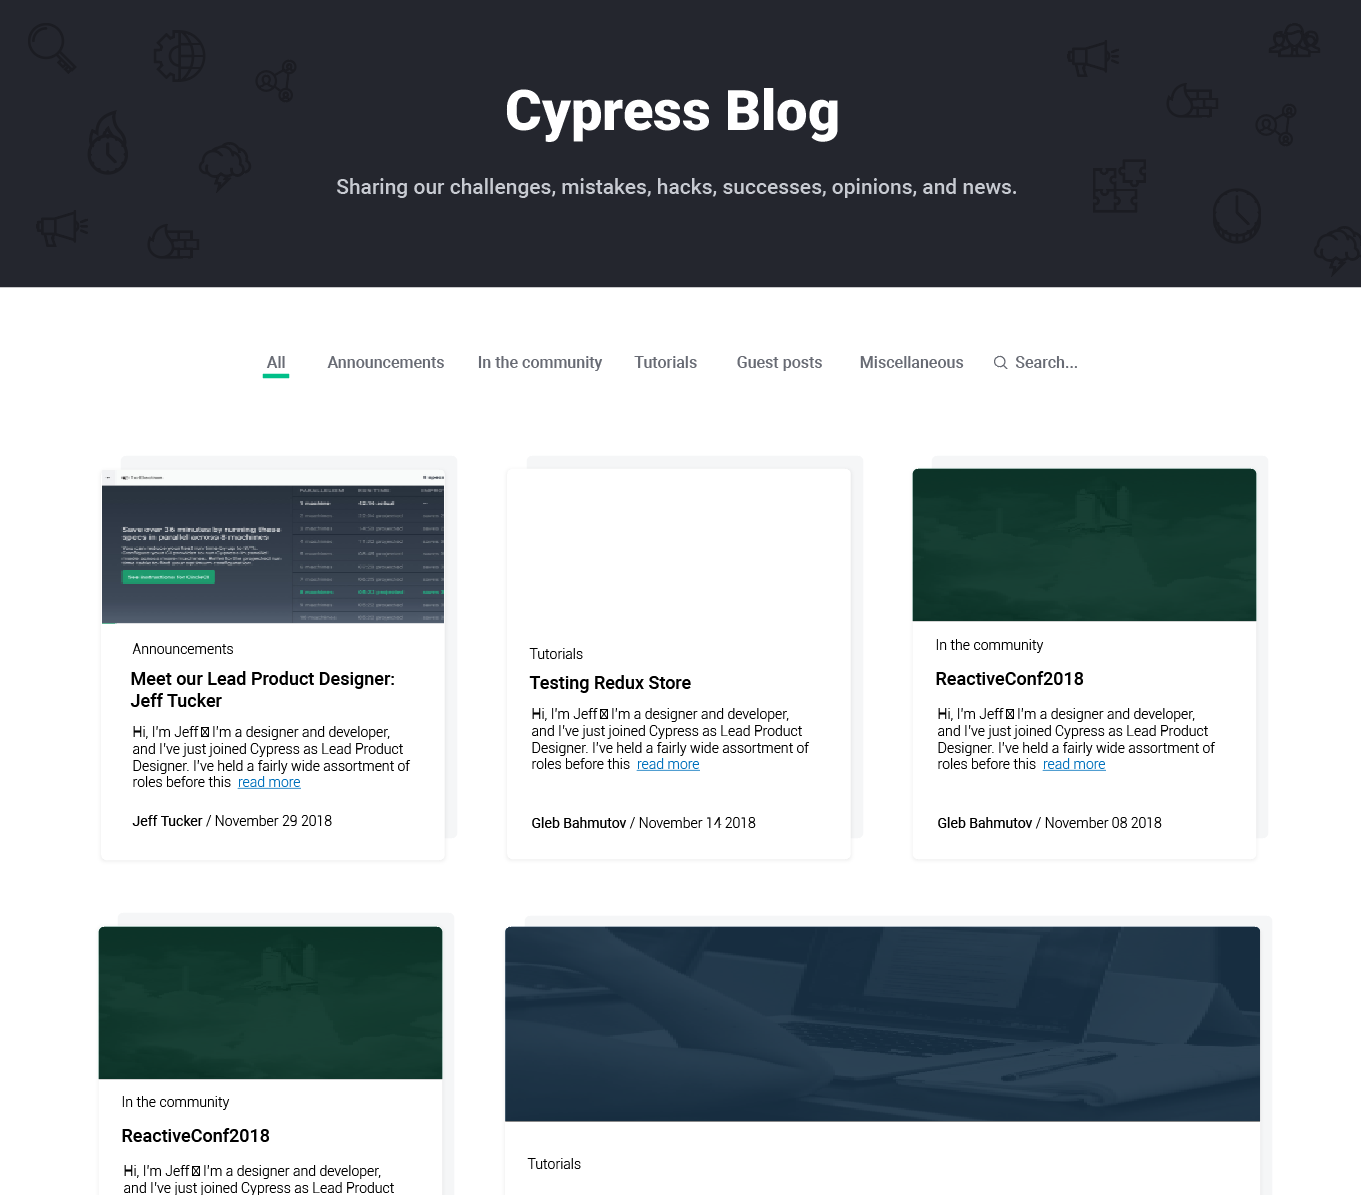 Cypress Blog
Sharing our challenges, mistakes, hacks, successes, opinions, and news.
All
Announcements
In the community
Tutorials
Guest posts
Miscellaneous
Search...
Save over 36 minutes by running these
specs in parallel across 8 machines
Announcements
Meet our Lead Product Designer:
Jeff Tucker
Hi, I'm Jeff I'm a designer and developer,
and I've just joined Cypress as Lead Product
Designer. I've held a fairly wide assortment of
roles before this read more
Jeff Tucker / November 29 2018
Tutorials
Testing Redux Store
Hi, I'm Jeff I'm a designer and developer,
and I've just joined Cypress as Lead Product
Designer. I've held a fairly wide assortment of
roles before this read more
Gleb Bahmutov / November 14 2018
In the community
ReactiveConf2018
Hi, I'm Jeff I'm a designer and developer,
and I've just joined Cypress as Lead Product
Designer. I've held a fairly wide assortment of
roles before this read more
Gleb Bahmutov / November 08 2018
In the community
ReactiveConf2018
Hi, I'm Jeff I'm a designer and developer,
and I've just joined Cypress as Lead Product
Tutorials